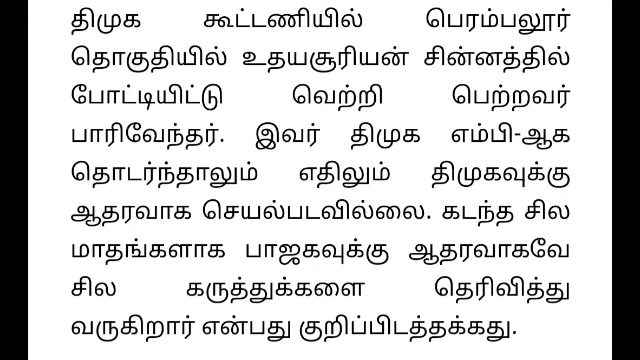 திமுக கூட்டணியில் பெரம்பலூர்
தொகுதியில் உதயசூரியன் சின்னத்தில்
போட்டியிட்டு வெற்றி பெற்றவர்
பாரிவேந்தர். இவர் திமுக எம்பி-ஆக
தொடர்ந்தாலும் எதிலும் திமுகவுக்கு
ஆதரவாக செயல்படவில்லை. கடந்த சில
மாதங்களாக பாஜகவுக்கு ஆதரவாகவே
சில கருத்துக்களை தெரிவித்து
வருகிறார் என்பது குறிப்பிடத்தக்கது.